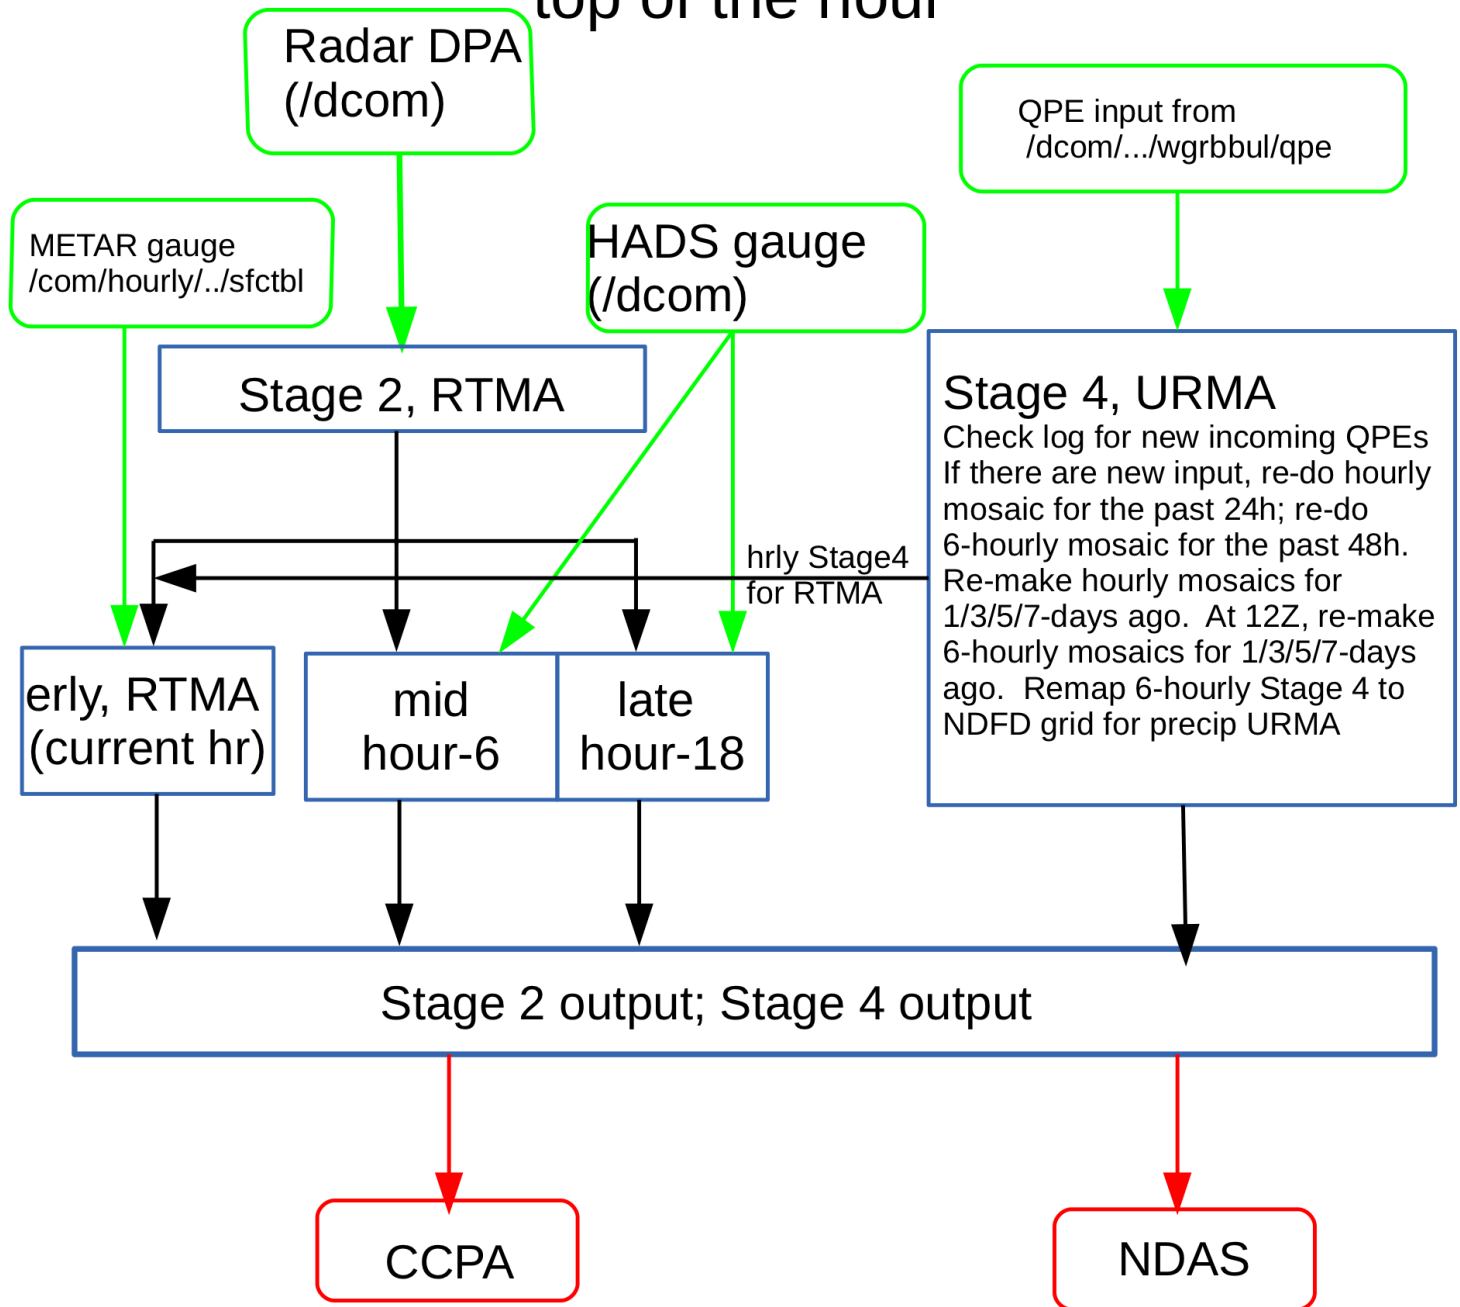 top of the hour
Radar DPA
(/dcom)
QPE input from
/dcom/.../wgrbbul/qpe
METAR gauge
/com/hourly/../sfctbl
HADS gauge
(/dcom)
Stage 2, RTMA
Stage 4, URMA
Check log for new incoming QPEs
If there are new input, re-do hourly
mosaic for the past 24h; re-do
6-hourly mosaic for the past 48h.
Re-make hourly mosaics for
1/3/5/7-days ago.  At 12Z, re-make
6-hourly mosaics for 1/3/5/7-days
ago.  Remap 6-hourly Stage 4 to
NDFD grid for precip URMA
hrly Stage4
for RTMA
erly, RTMA
(current hr)
mid
hour-6
late
hour-18
Stage 2 output; Stage 4 output
CCPA
NDAS